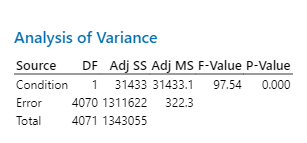 Analysis of Variance
Source DF Adj SS Adj MS F-Value P-Value
Condition 1 31433 31433.1 97.54 0.000
Error 4070 1311622 322.3
Total 4071 1343055